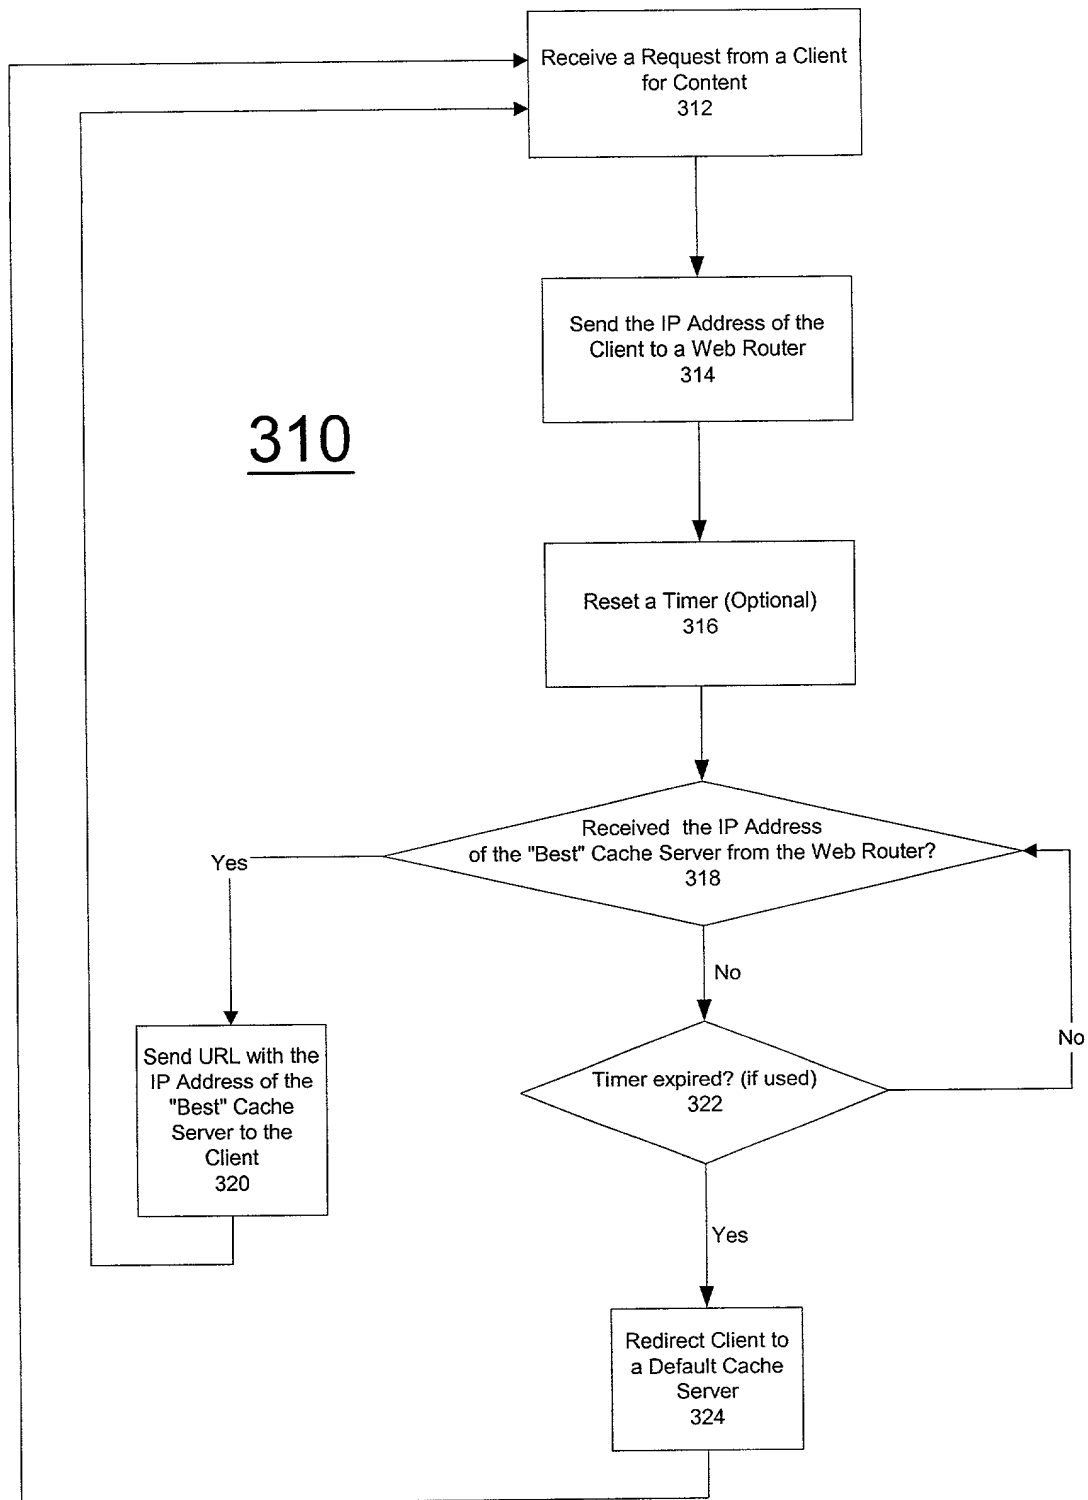 Receive a Request from a Client
for Content
312
Send the IP Address of the
Client to a Web Router
314
310
Reset a Timer (Optional)
316
Received the IP Address
of the "Best" Cache Server from the Web Router?
318
Yes
No
No
Send URL with the
IP Address of the
"Best" Cache
Server to the
Client
320
Timer expired? (if used)
322
Yes
Redirect Client to
a Default Cache
Server
324